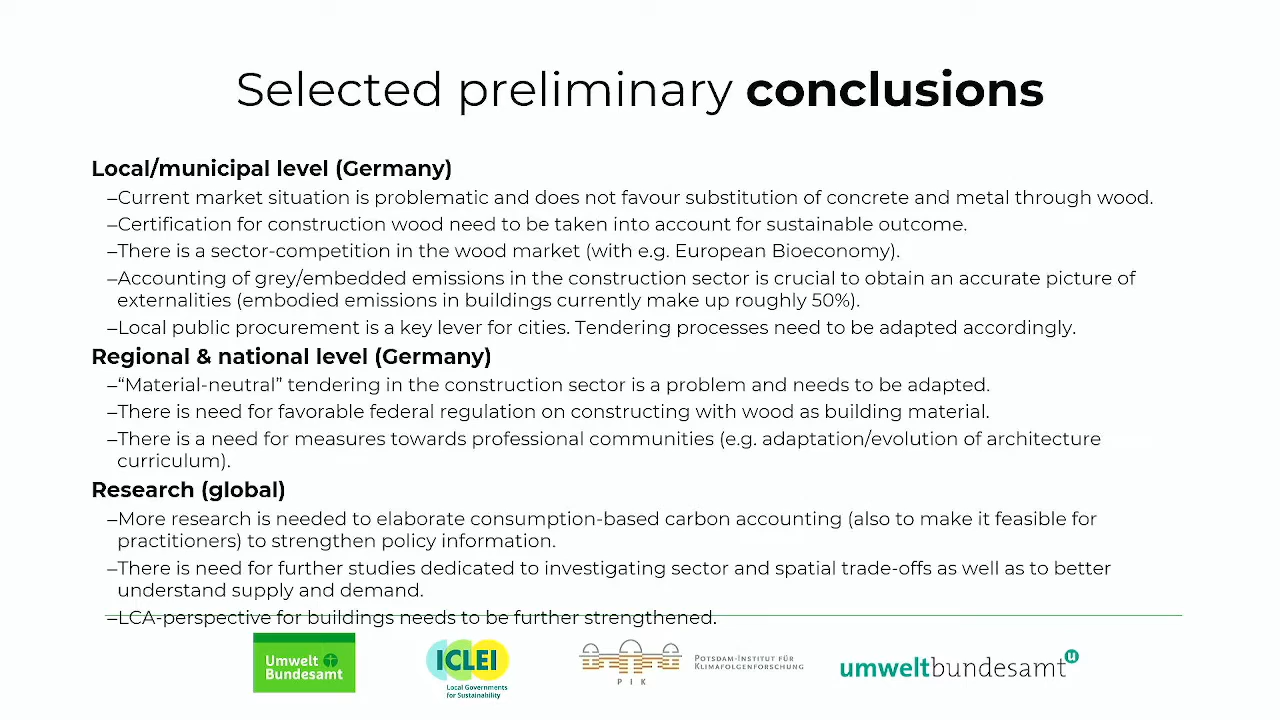 Selected preliminary conclusions
Local/municipal level (Germany)
–Current market situation is problematic and does not favour substitution of concrete and metal through wood.
–Certification for construction wood need to be taken into account for sustainable outcome.
–There is a sector-competition in the wood market (with e.g. European Bioeconomy).
–Accounting of grey/embedded emissions in the construction sector is crucial to obtain an accurate picture of
externalities (embodied emissions in buildings currently make up roughly 50%).
–Local public procurement is a key lever for cities. Tendering processes need to be adapted accordingly.
Regional & national level (Germany)
–“Material-neutral” tendering in the construction sector is a problem and needs to be adapted.
–There is need for favorable federal regulation on constructing with wood as building material.
–There is a need for measures towards professional communities (e.g. adaptation/evolution of architecture
curriculum).
Research (global)
–More research is needed to elaborate consumption-based carbon accounting (also to make it feasible for
practitioners) to strengthen policy information.
–There is need for further studies dedicated to investigating sector and spatial trade-offs as well as to better
understand supply and demand.
–LCA-perspective for buildings needs to be further strengthened.
Umwelt
Bundesamt
ICLEI
Local Governments
for Sustainability
PIK
POTSDAM-INSTITUT FÜR
KLIMAFOLGENFORSCHUNG
umweltbundesamt
u